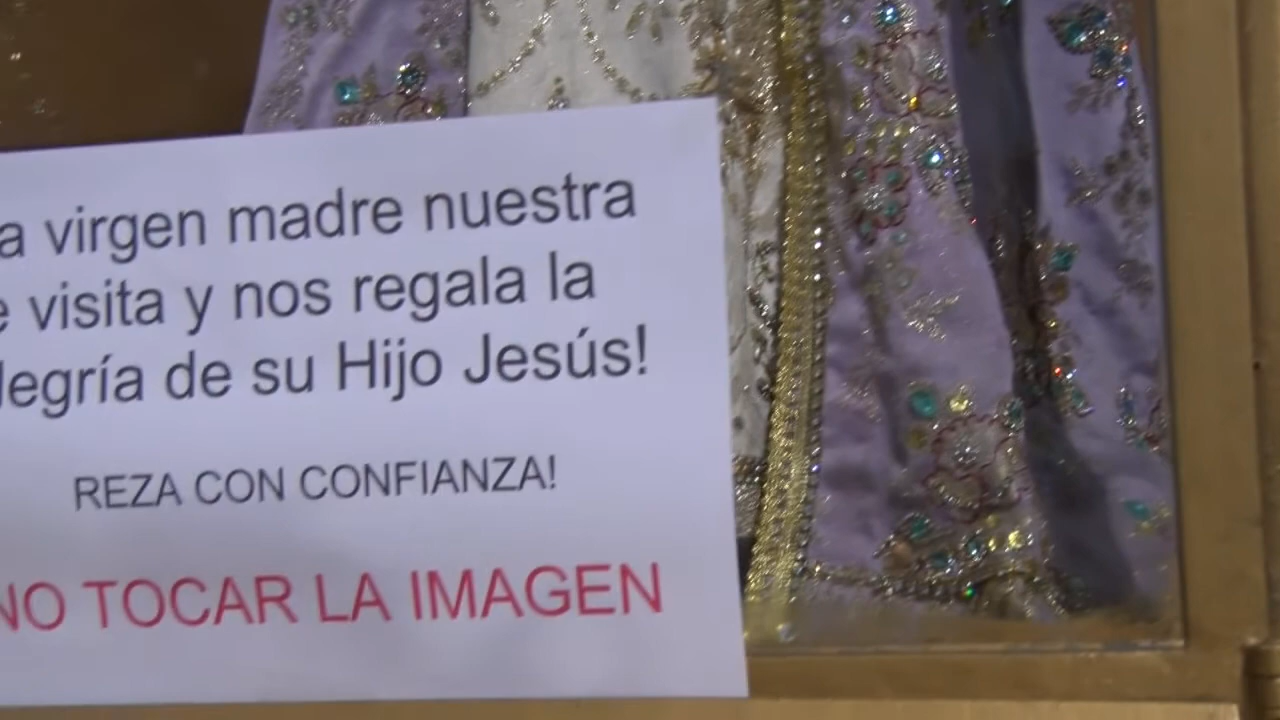 a virgen madre nuestra
visita y nos regala la
legría de su Hijo Jesús!
REZA CON CONFIANZA!
NO TOCAR LA IMAGEN